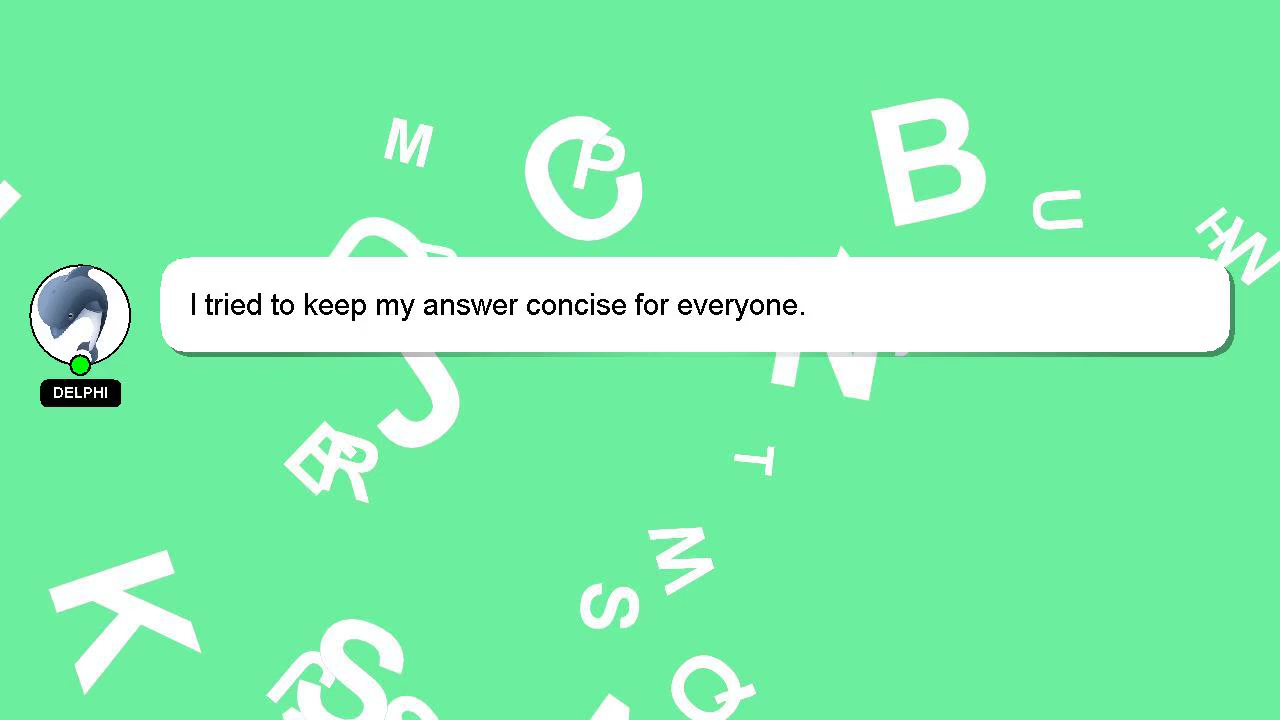 M
C
P
B
U
H
W
I tried to keep my answer concise for everyone.
DELPHI
J
N
B
R
T
K
M
S
S
R
Q